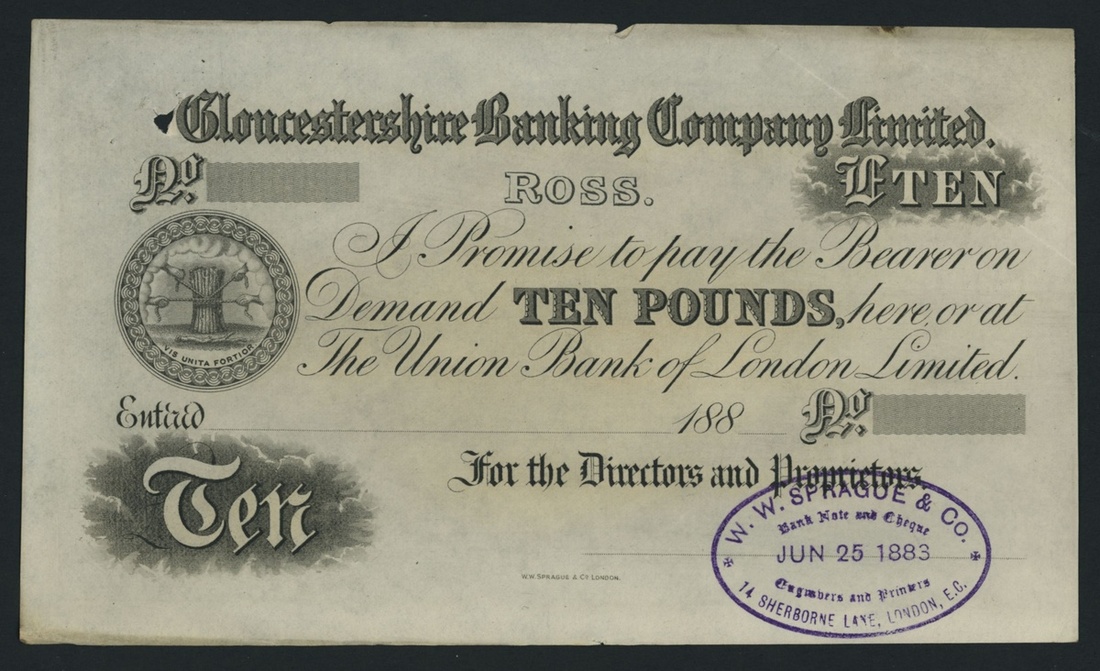 Gloucestershire Banking Company Limited.
No.
ROSS.
£TEN
I Promise to pay the Bearer on
Demand TEN POUNDS, here, or at
The Union Bank of London Limited.
VIS UNITA FORTIOR
Entd 188 No.
Ten
For the Directors and Proprietors.
W. W. SPRAGUE & CO.
Bank Note and Cheque
JUN 25 1883
Engravers and Printers
14 SHERBORNE LANE, LONDON, E.C.
W.W. SPRAGUE & Co. LONDON.